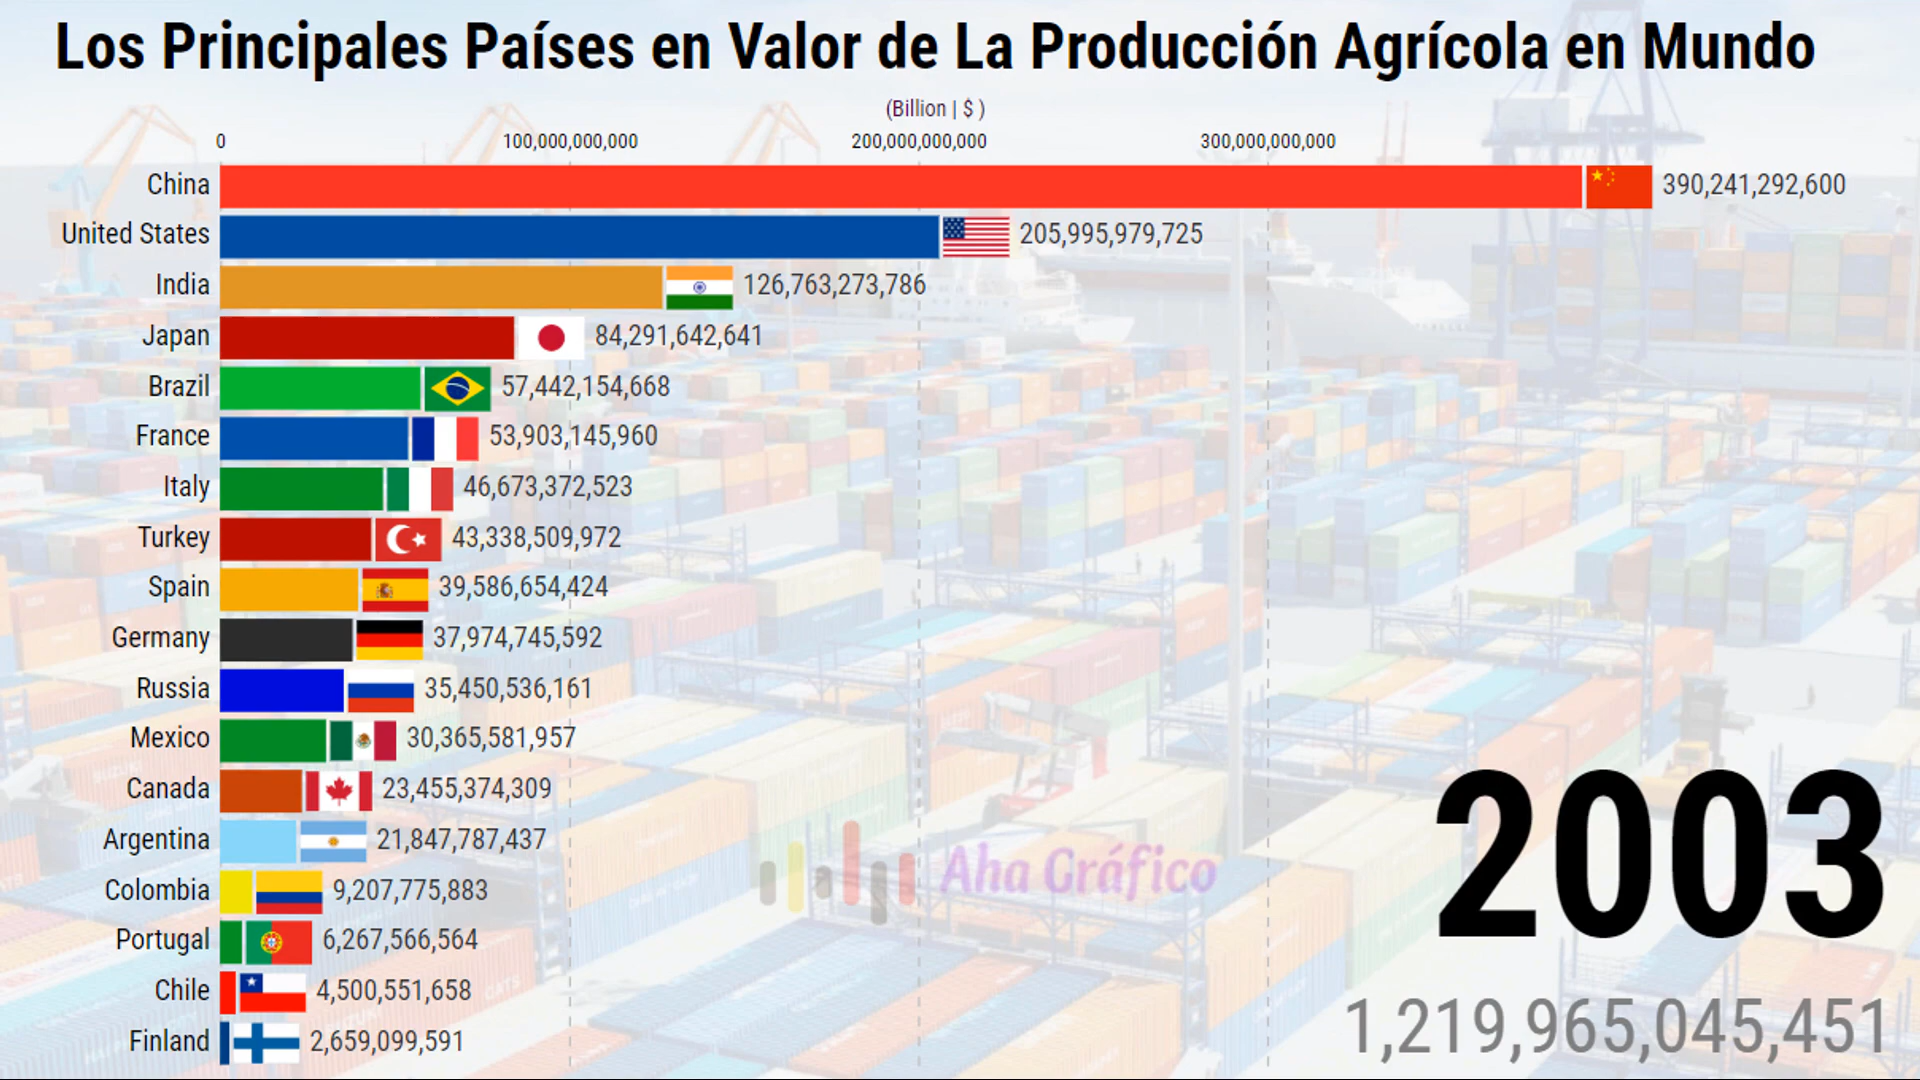 Los Principales Países en Valor de La Producción Agrícola en Mundo
(Billion | $ )
0 100,000,000,000 200,000,000,000 300,000,000,000
China 390,241,292,600
United States 205,995,979,725
India 126,763,273,786
Japan 84,291,642,641
Brazil 57,442,154,668
France 53,903,145,960
Italy 46,673,372,523
Turkey 43,338,509,972
Spain 39,586,654,424
Germany 37,974,745,592
Russia 35,450,536,161
Mexico 30,365,581,957
Canada 23,455,374,309
Argentina 21,847,787,437
Colombia 9,207,775,883
Portugal 6,267,566,564
Chile 4,500,551,658
Finland 2,659,099,591
Aha Gráfico
2003
1,219,965,045,451